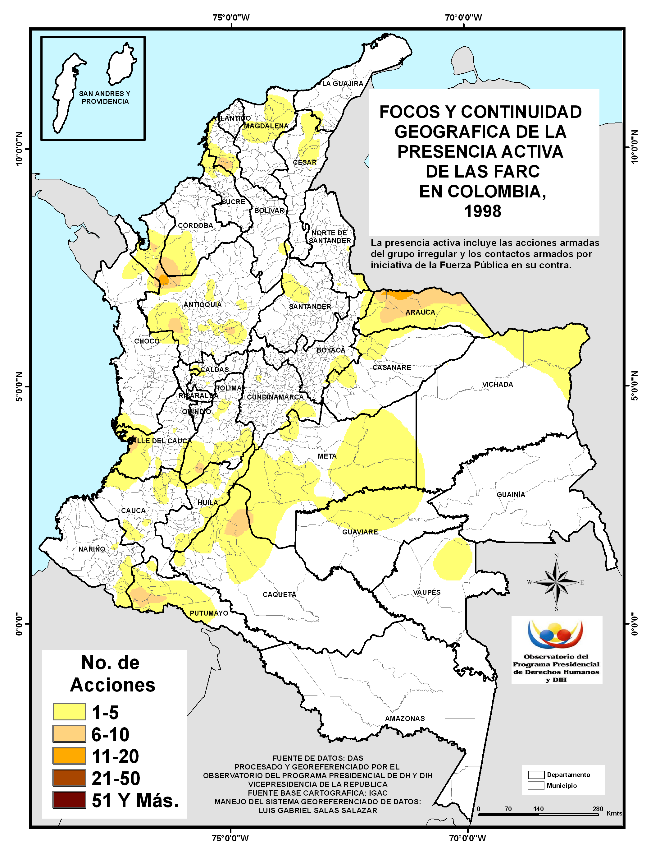 75°0'0"W
70°0'0"W
SAN ANDRES Y
PROVIDENCIA
LA GUAJIRA
FOCOS Y CONTINUIDAD
GEOGRAFICA DE LA
PRESENCIA ACTIVA
DE LAS FARC
EN COLOMBIA,
1998
La presencia activa incluye las acciones armadas
del grupo irregular y los contactos armados por
iniciativa de la Fuerza Pública en su contra.
ATLANTICO
MAGDALENA
10°0'0"N
10°0'0"N
CESAR
SUCRE
BOLIVAR
CORDOBA
NORTE DE
SANTANDER
ANTIOQUIA
SANTANDER
ARAUCA
CHOCO
BOYACA
CALDAS
CASANARE
5°0'0"N
5°0'0"N
VICHADA
TOLIMA
RISARALDA
CUNDINAMARCA
QUINDIO
VALLE DEL CAUCA
META
GUAINÍA
HUILA
CAUCA
GUAVIARE
NARIÑO
N
W
E
S
CAQUETA
VAUPES
PUTUMAYO
0°0'0"
0°0'0"
Observatorio del
Programa Presidencial
de Derechos Humanos
y DIH
No. de
Acciones
1-5
6-10
11-20
21-50
51 Y Más.
AMAZONAS
FUENTE DE DATOS: DAS
PROCESADO Y GEOREFERENCIADO POR EL
OBSERVATORIO DEL PROGRAMA PRESIDENCIAL DE DH Y DIH
VICEPRESIDENCIA DE LA REPUBLICA
FUENTE BASE CARTOGRAFICA: IGAC
MANEJO DEL SISTEMA GEOREFERENCIADO DE DATOS:
LUIS GABRIEL SALAS SALAZAR
Departamento
Municipio
0 70 140 280
Kmts
75°0'0"W
70°0'0"W